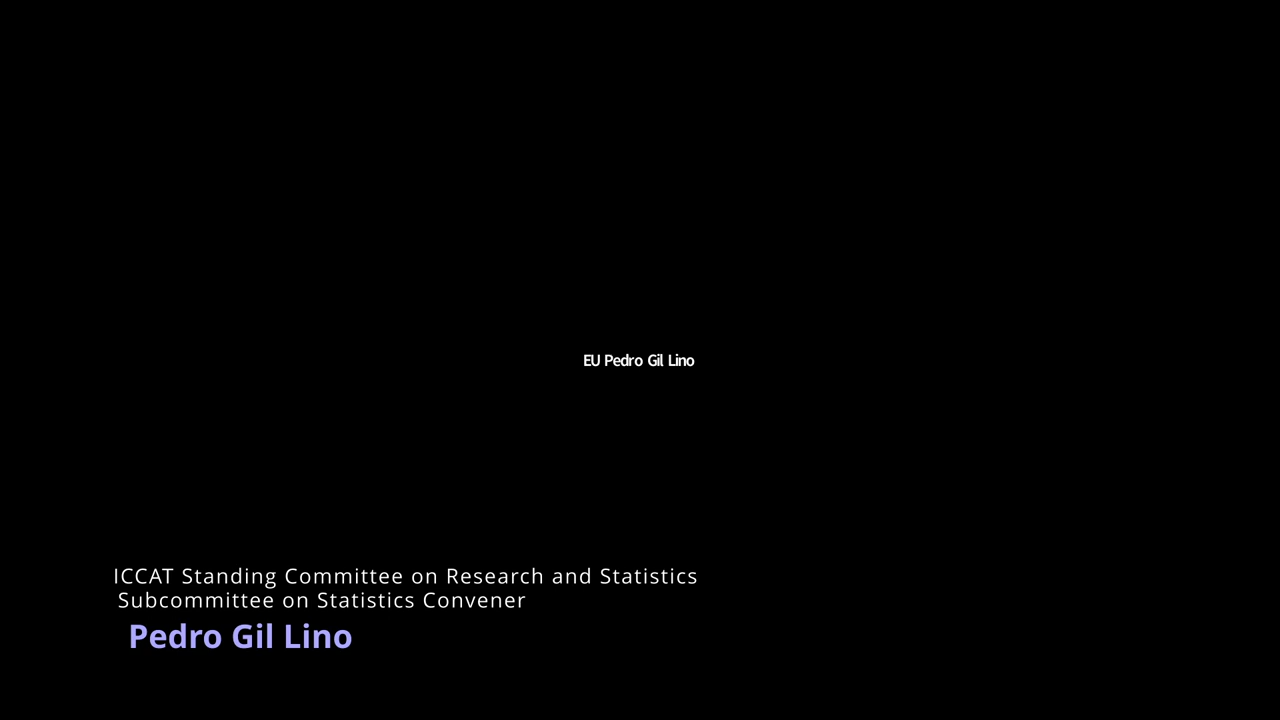 EU Pedro Gil Lino
ICCAT Standing Committee on Research and Statistics
Subcommittee on Statistics Convener
Pedro Gil Lino